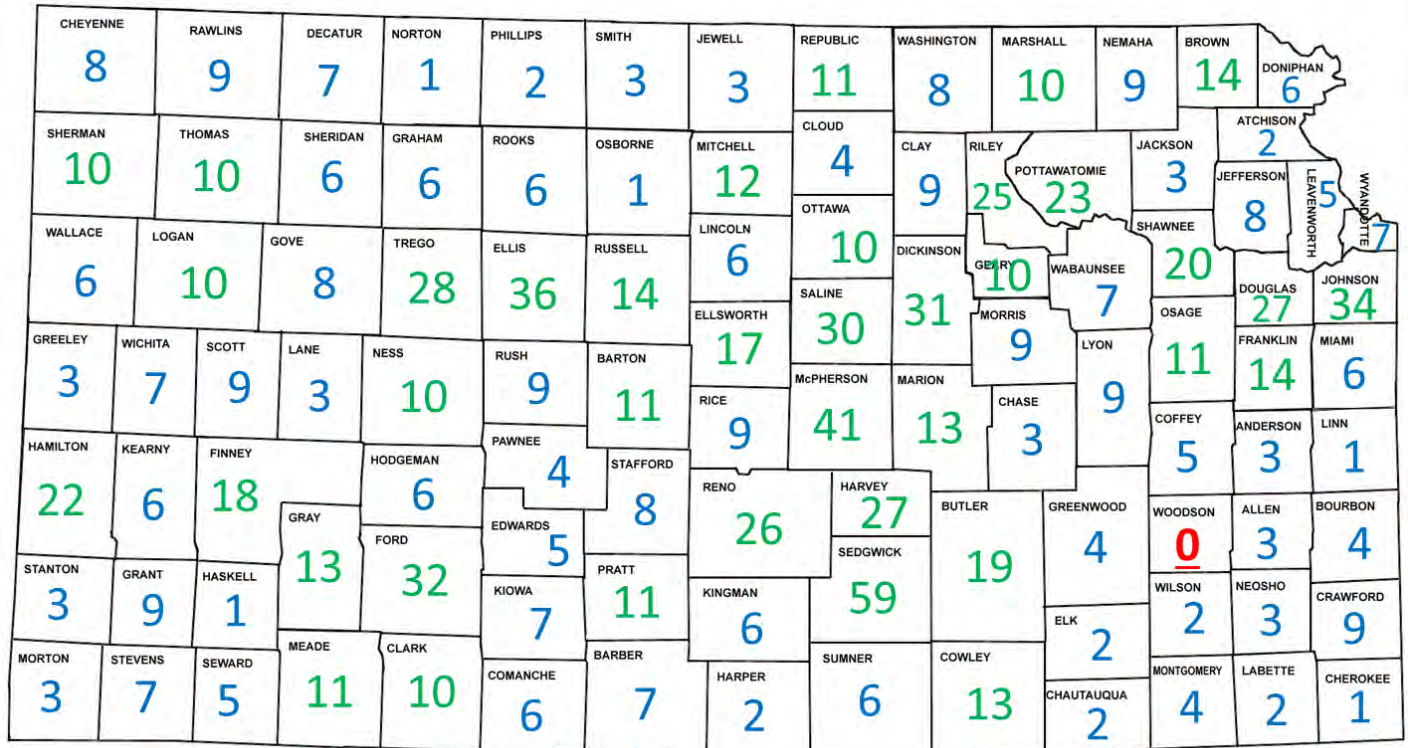 CHEYENNE
8
RAWLINS
9
DECATUR
7
NORTON
1
PHILLIPS
2
SMITH
3
JEWELL
3
REPUBLIC
11
WASHINGTON
8
MARSHALL
10
NEMAHA
9
BROWN
14
DONIPHAN
6
SHERMAN
10
THOMAS
10
SHERIDAN
6
GRAHAM
6
ROOKS
6
OSBORNE
1
MITCHELL
12
CLOUD
4
CLAY
9
RILEY
25
POTTAWATOMIE
23
JACKSON
3
ATCHISON
2
JEFFERSON
8
LEAVENWORTH
5
WYANDOTTE
7
WALLACE
6
LOGAN
10
GOVE
8
TREGO
28
ELLIS
36
RUSSELL
14
LINCOLN
6
OTTAWA
10
DICKINSON
31
GEARY
10
WABAUNSEE
7
SHAWNEE
20
DOUGLAS
27
JOHNSON
34
ELLSWORTH
17
SALINE
30
MORRIS
9
LYON
9
OSAGE
11
FRANKLIN
14
MIAMI
6
GREELEY
3
WICHITA
7
SCOTT
9
LANE
3
NESS
10
RUSH
9
BARTON
11
RICE
9
McPHERSON
41
MARION
13
CHASE
3
COFFEY
5
ANDERSON
3
LINN
1
HAMILTON
22
KEARNY
6
FINNEY
18
HODGEMAN
6
PAWNEE
4
STAFFORD
8
RENO
26
HARVEY
27
BUTLER
19
GREENWOOD
4
WOODSON
0
ALLEN
3
BOURBON
4
GRAY
13
FORD
32
EDWARDS
5
SEDGWICK
59
STANTON
3
GRANT
9
HASKELL
1
KIOWA
7
PRATT
11
KINGMAN
6
ELK
2
WILSON
2
NEOSHO
3
CRAWFORD
9
MORTON
3
STEVENS
7
SEWARD
5
MEADE
11
CLARK
10
COMANCHE
6
BARBER
7
HARPER
2
SUMNER
6
COWLEY
13
CHAUTAUQUA
2
MONTGOMERY
4
LABETTE
2
CHEROKEE
1